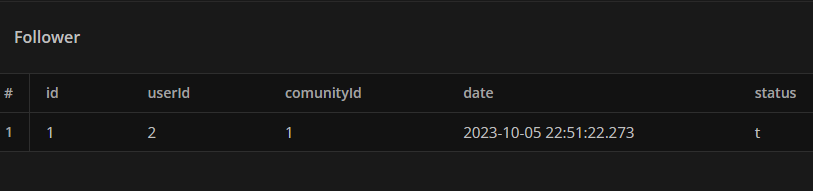 Follower
# id userId comunityId date status
1 1 2 1 2023-10-05 22:51:22.273 t